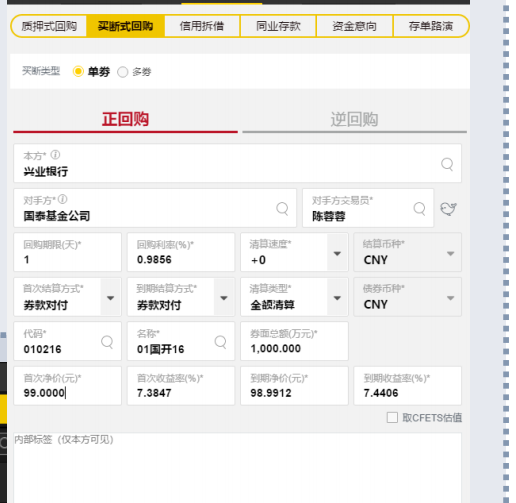 质押式回购 买断式回购 信用拆借 同业存款 资金意向 存单路演
买断类型 单券 多券
正回购 逆回购
本方*
兴业银行
对手方* 对手方交易员*
国泰基金公司 陈蓉蓉
回购期限(天)* 回购利率(%)* 清算速度* 结算币种*
1 0.9856 +0 CNY
首次结算方式* 到期结算方式* 清算类型* 债券币种*
券款对付 券款对付 全额清算 CNY
代码* 名称* 券面总额(万元)*
010216 01国开16 1,000.000
首次净价(元)* 首次收益率(%)* 到期净价(元)* 到期收益率(%)*
99.0000 7.3847 98.9912 7.4406
取CFETS估值
内部标签（仅本方可见）